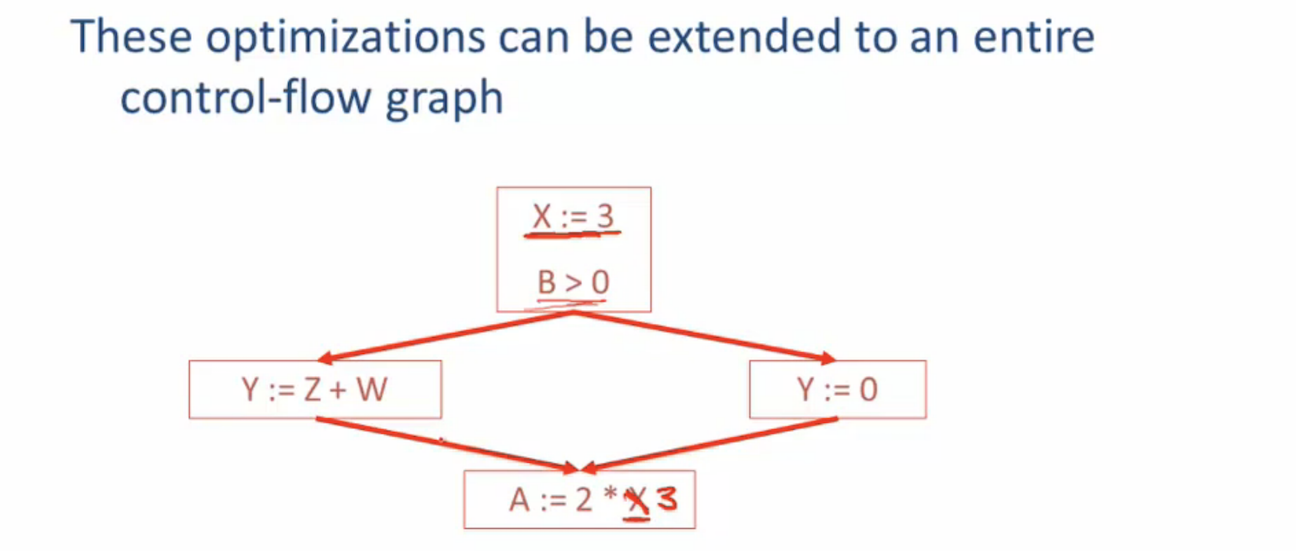 These optimizations can be extended to an entire
control-flow graph
X := 3
B > 0
Y := Z + W
Y := 0
A := 2 * X 3